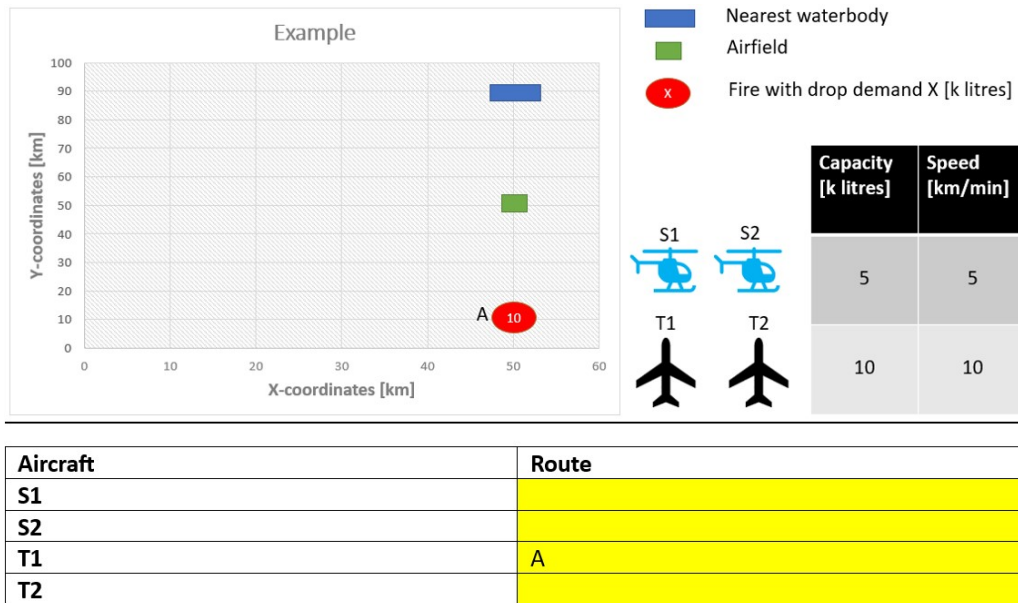 Example
Y-coordinates [km]
100
90
80
70
60
50
40
30
20
10
0
A
10
0 10 20 30 40 50 60
X-coordinates [km]
Nearest waterbody
Airfield
X
Fire with drop demand X [k litres]
Capacity [k litres] Speed [km/min]
S1 S2
5 5
T1 T2
10 10
Aircraft Route
S1
S2
T1 A
T2